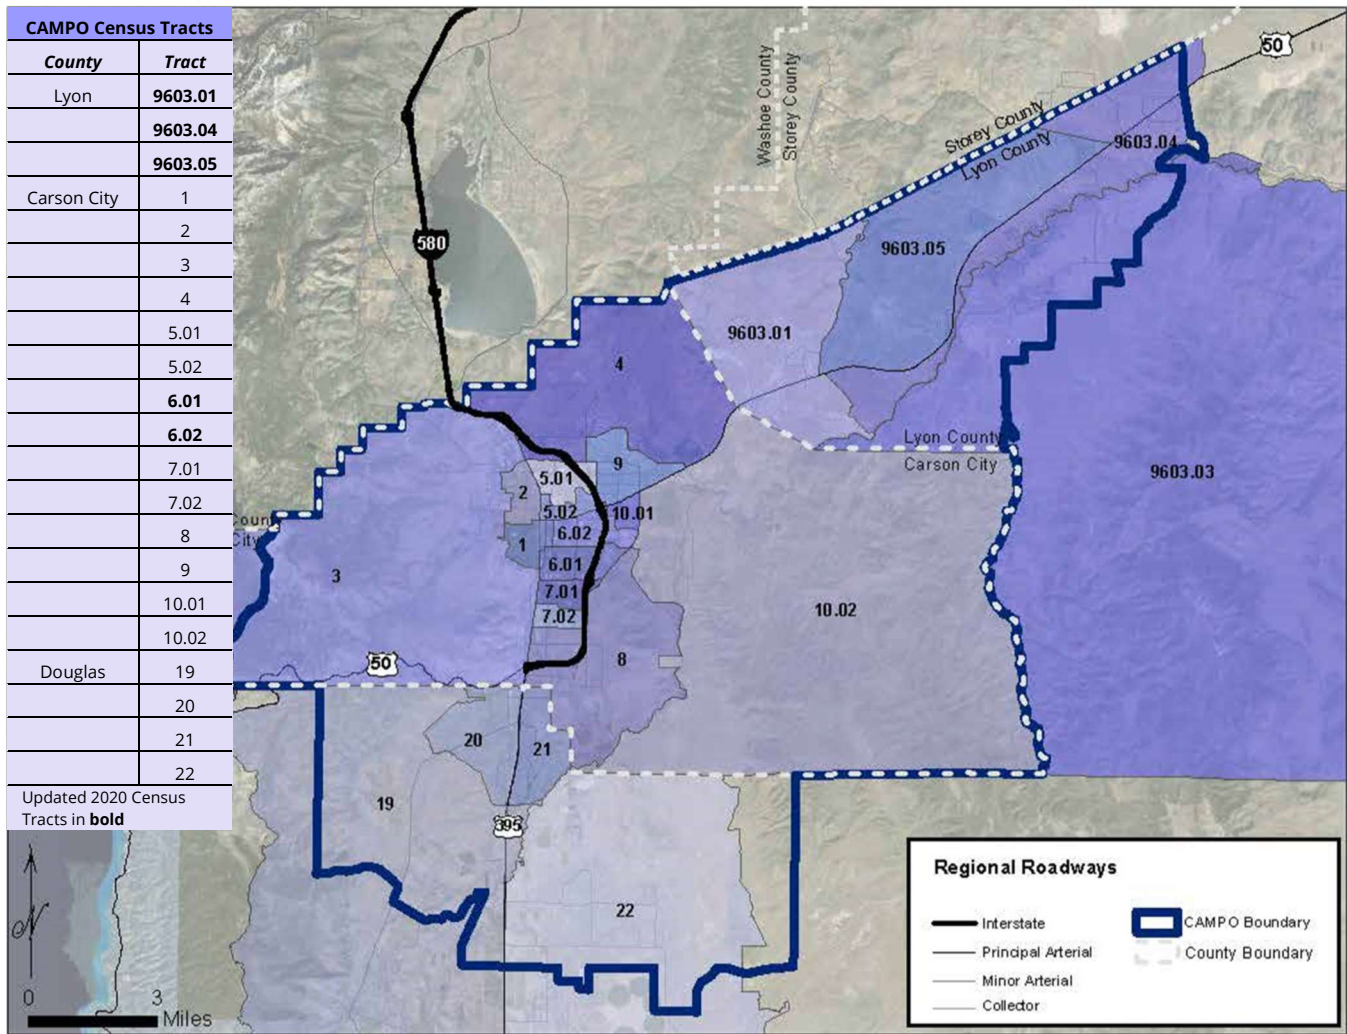 CAMPO Census Tracts
County Tract
Lyon 9603.01
9603.04
9603.05
Carson City 1
2
3
4
5.01
5.02
6.01
6.02
7.01
7.02
8
9
10.01
10.02
Douglas 19
20
21
22
Updated 2020 Census
Tracts in bold
Washoe County
Storey County
50
Storey County
Lyon County
9603.04
580
9603.05
9603.01
4
Lyon County
Carson City
9603.03
9
5.01
2
5.02
10.01
6.02
1
6.01
3
7.01
7.02
10.02
8
50
20
21
19
395
22
N
0 3
Miles
Regional Roadways
Interstate
Principal Arterial
Minor Arterial
Collector
CAMPO Boundary
County Boundary